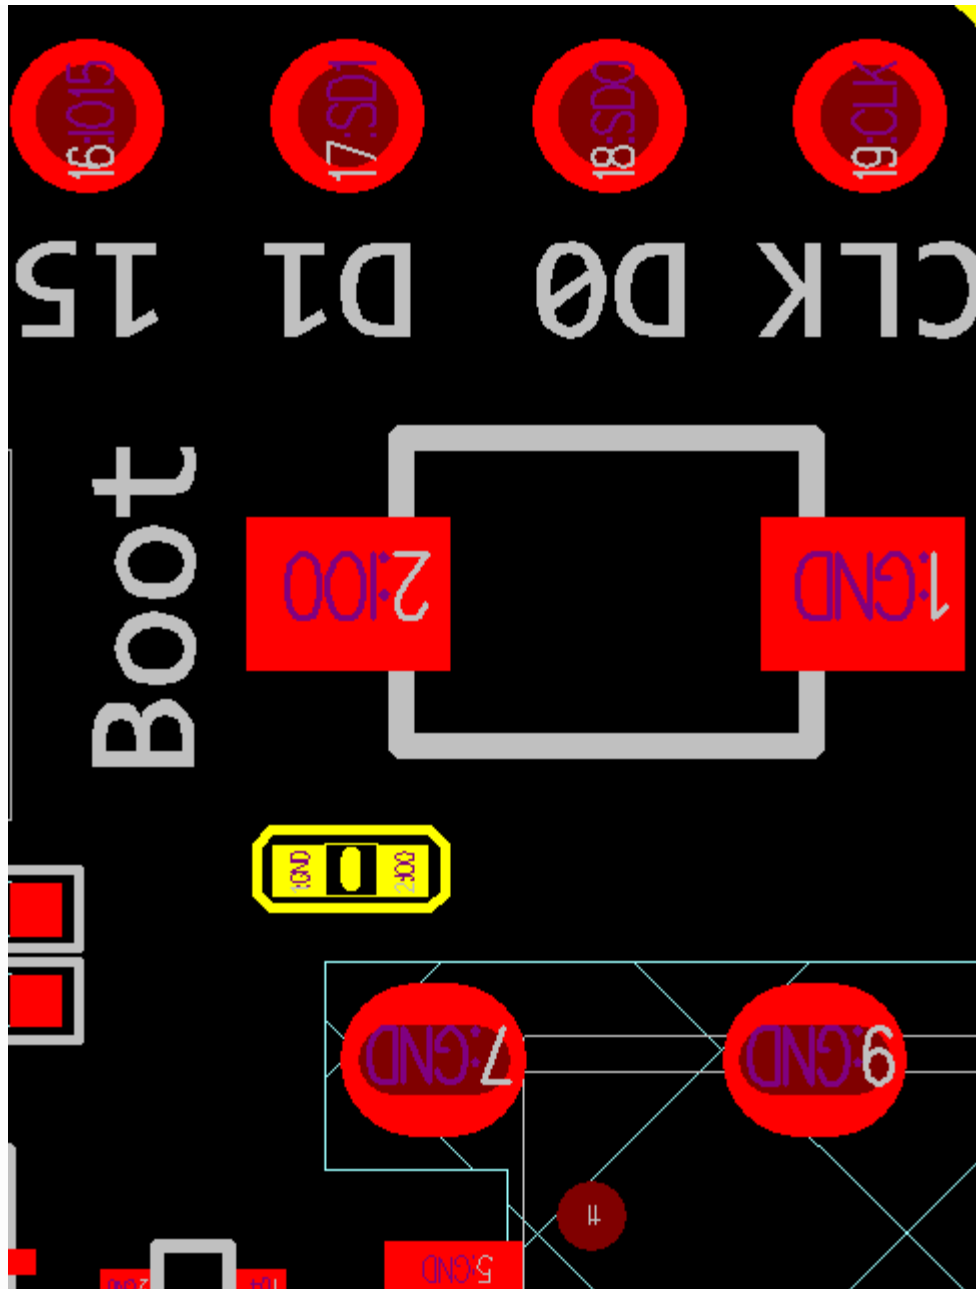 16:IO15
17:SD1
18:SD0
19:CLK
15
D1
D0
CLK
Boot
2:IO0
1:GND
1:GND
2:IO0
7:GND
9:GND
5:GND